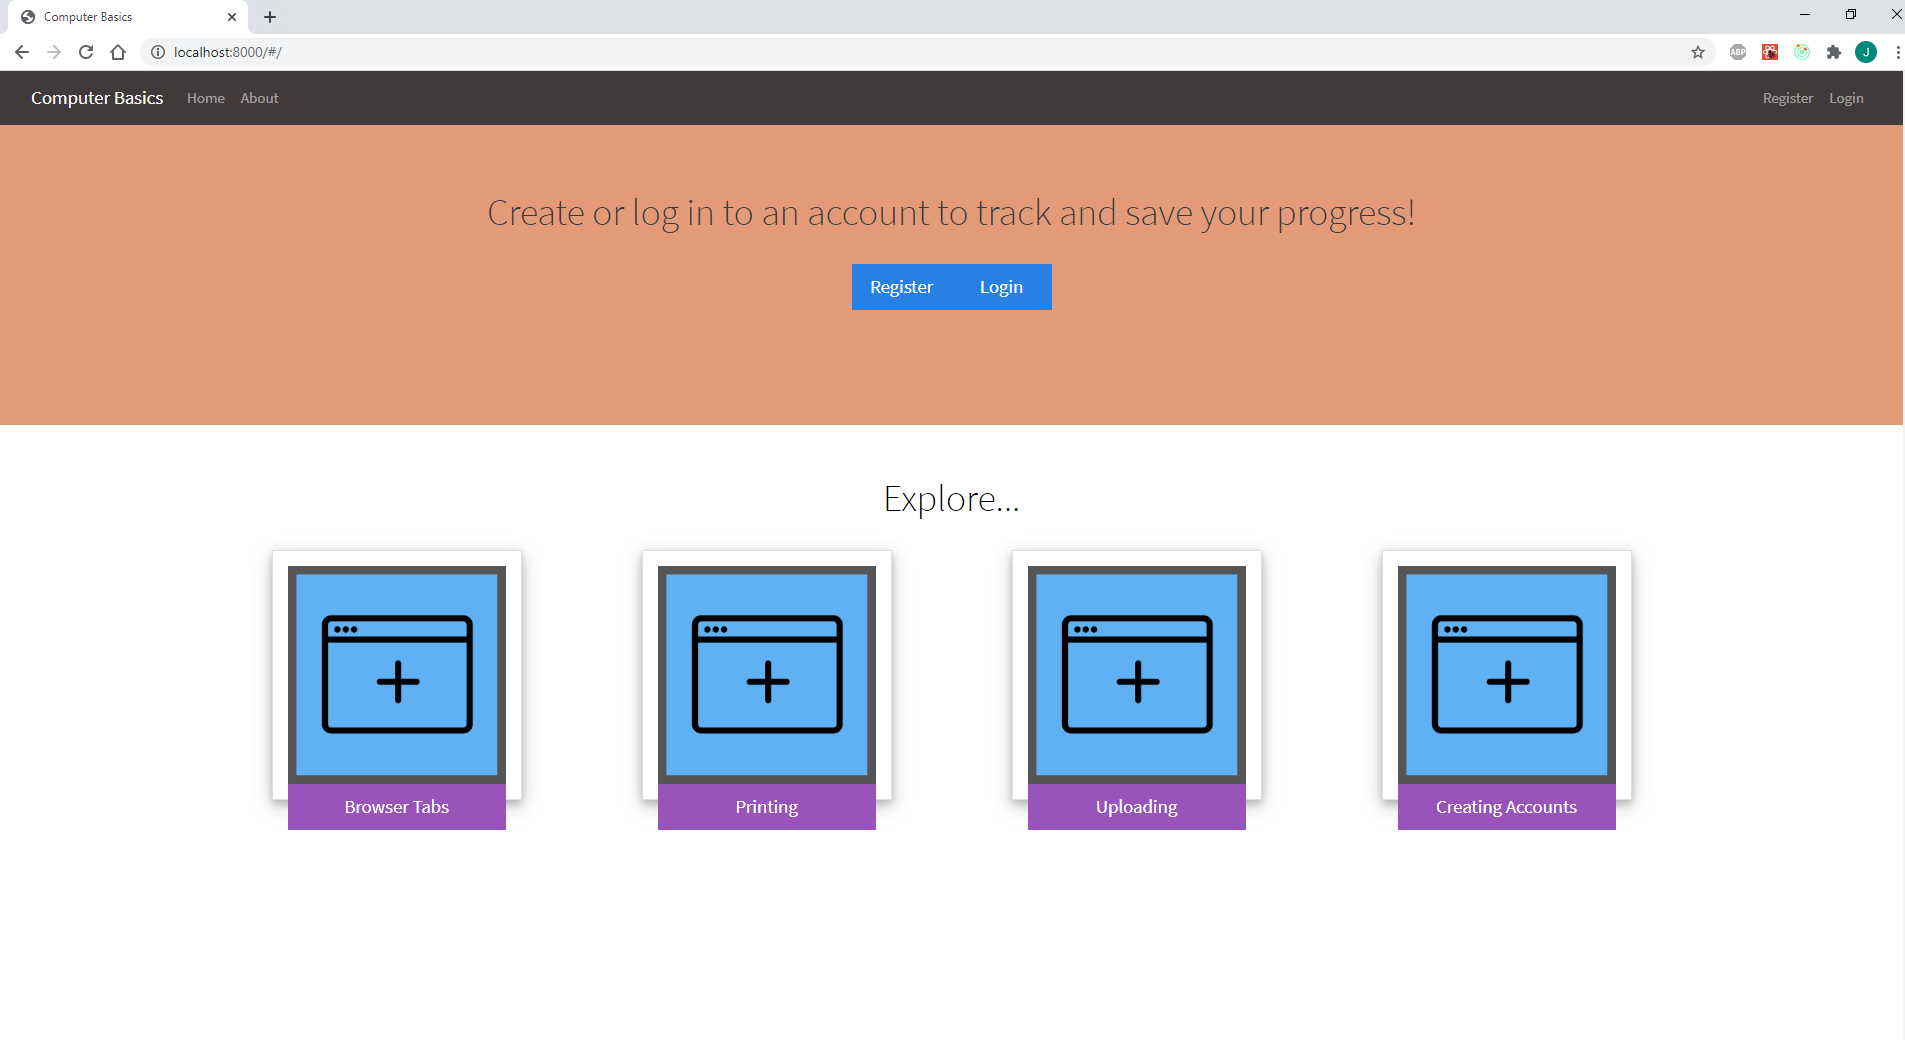 Computer Basics
localhost:8000/#/
ABP
J
Computer Basics Home About Register Login
Create or log in to an account to track and save your progress!
Register Login
Explore...
Browser Tabs Printing Uploading Creating Accounts